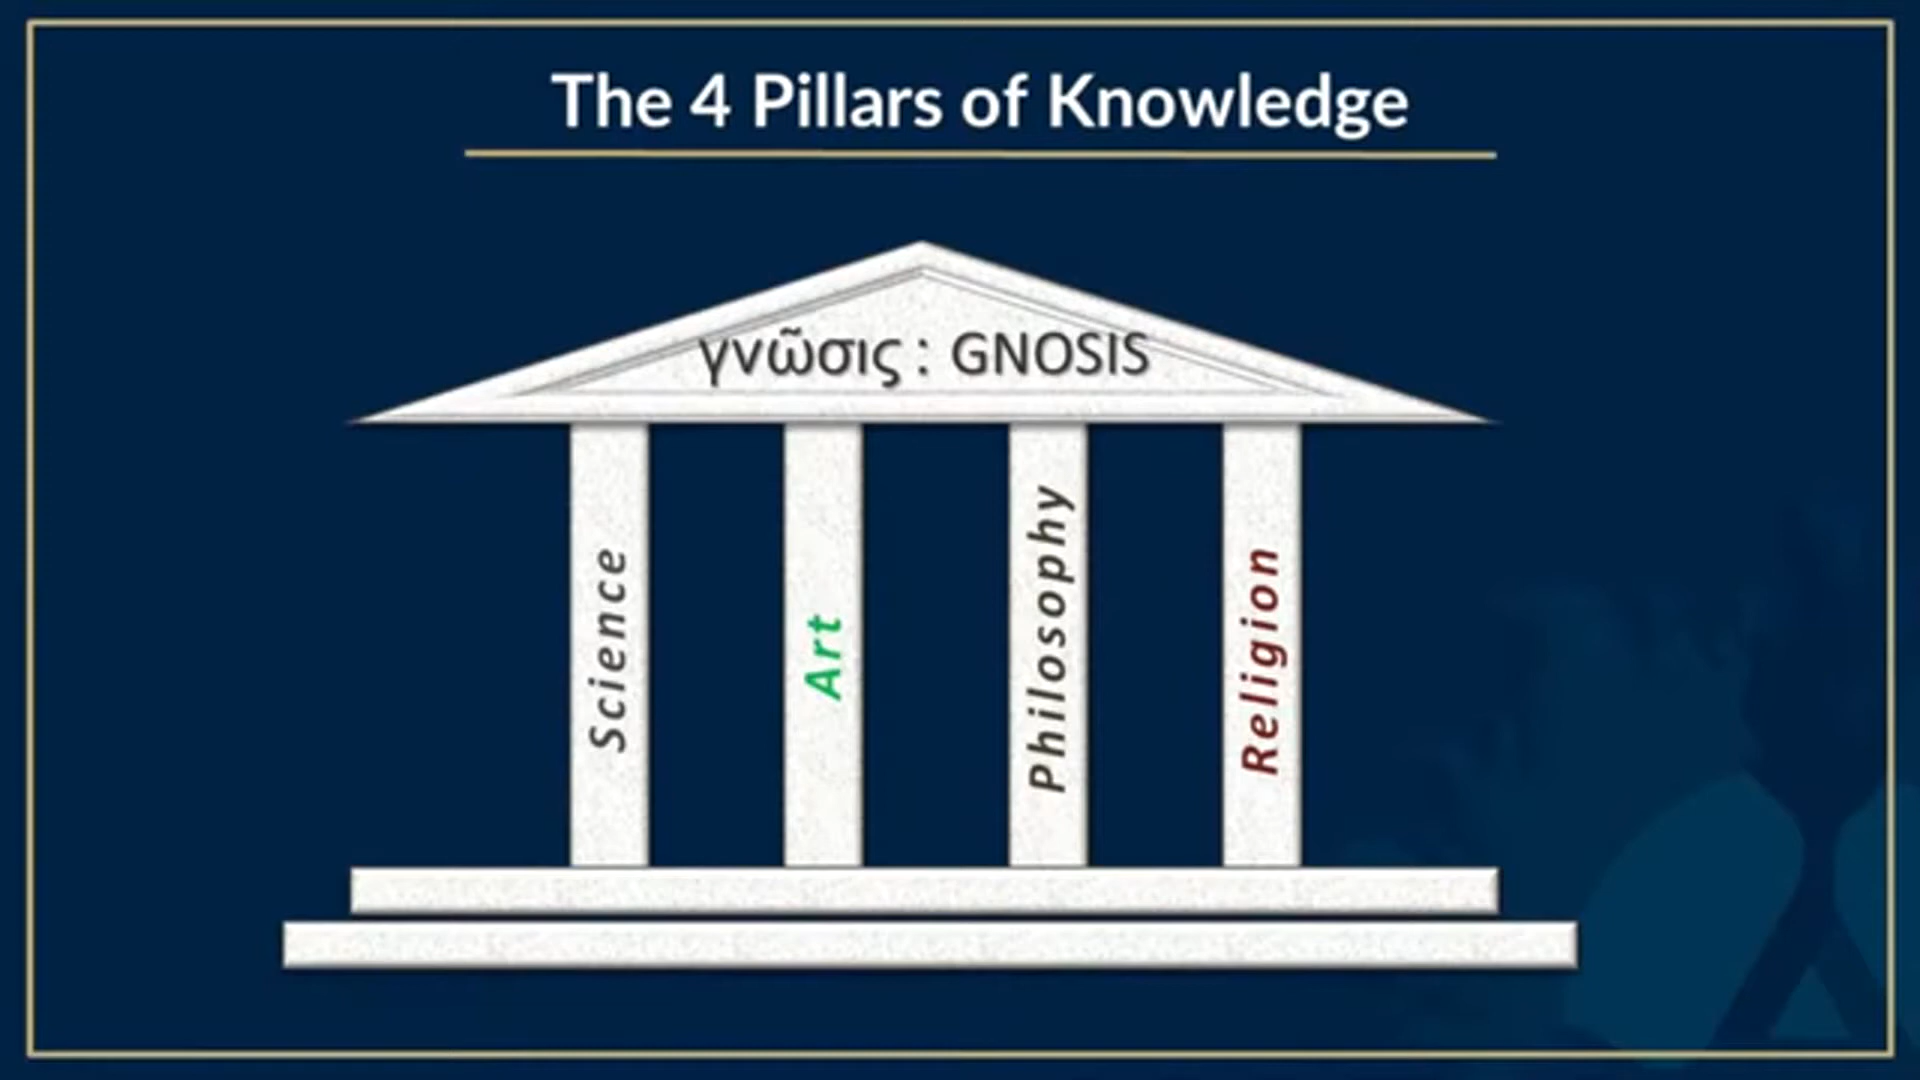 The 4 Pillars of Knowledge
γνῶσις : GNOSIS
Science
Art
Philosophy
Religion